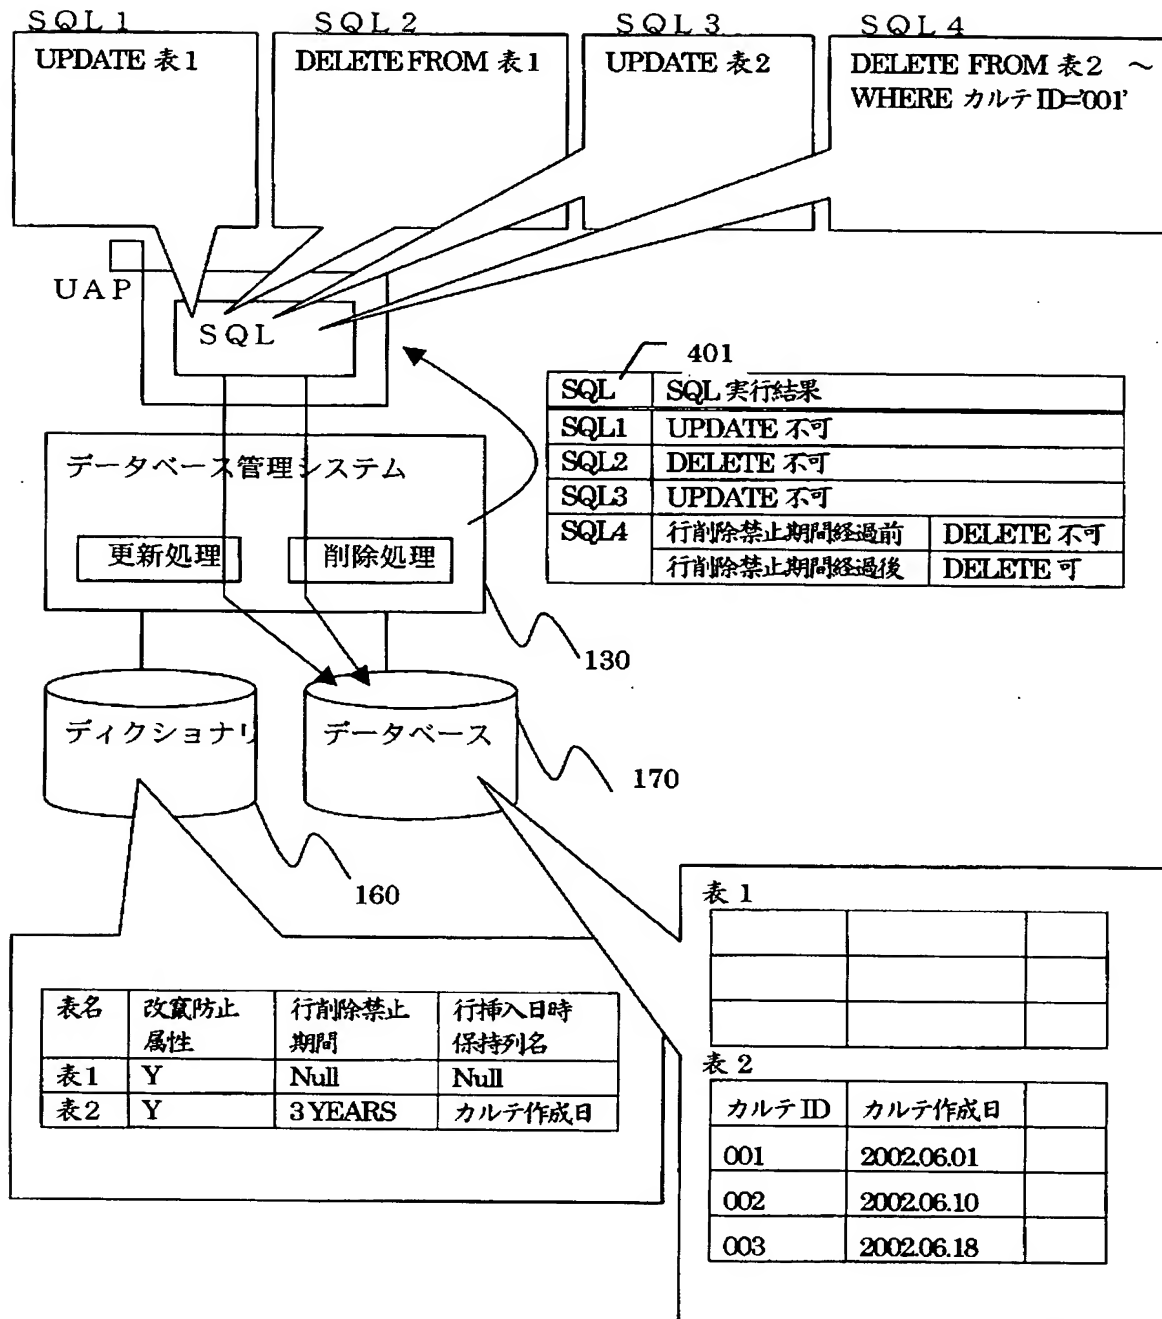 SQL1
UPDATE 表1
SQL2
DELETE FROM 表1
SQL3
UPDATE 表2
SQL4
DELETE FROM 表2 ～
WHERE カルテID='001'
UAP
SQL
401
SQL SQL実行結果
SQL1 UPDATE 不可
SQL2 DELETE 不可
SQL3 UPDATE 不可
SQL4 行削除禁止期間経過前 DELETE 不可
行削除禁止期間経過後 DELETE 可
データベース管理システム
更新処理 削除処理
130
ディクショナリ
データベース
170
160
表名 改竄防止 行削除禁止 行挿入日時
属性 期間 保持列名
表1 Y Null Null
表2 Y 3YEARS カルテ作成日
表1
表2
カルテID カルテ作成日
001 2002.06.01
002 2002.06.10
003 2002.06.18